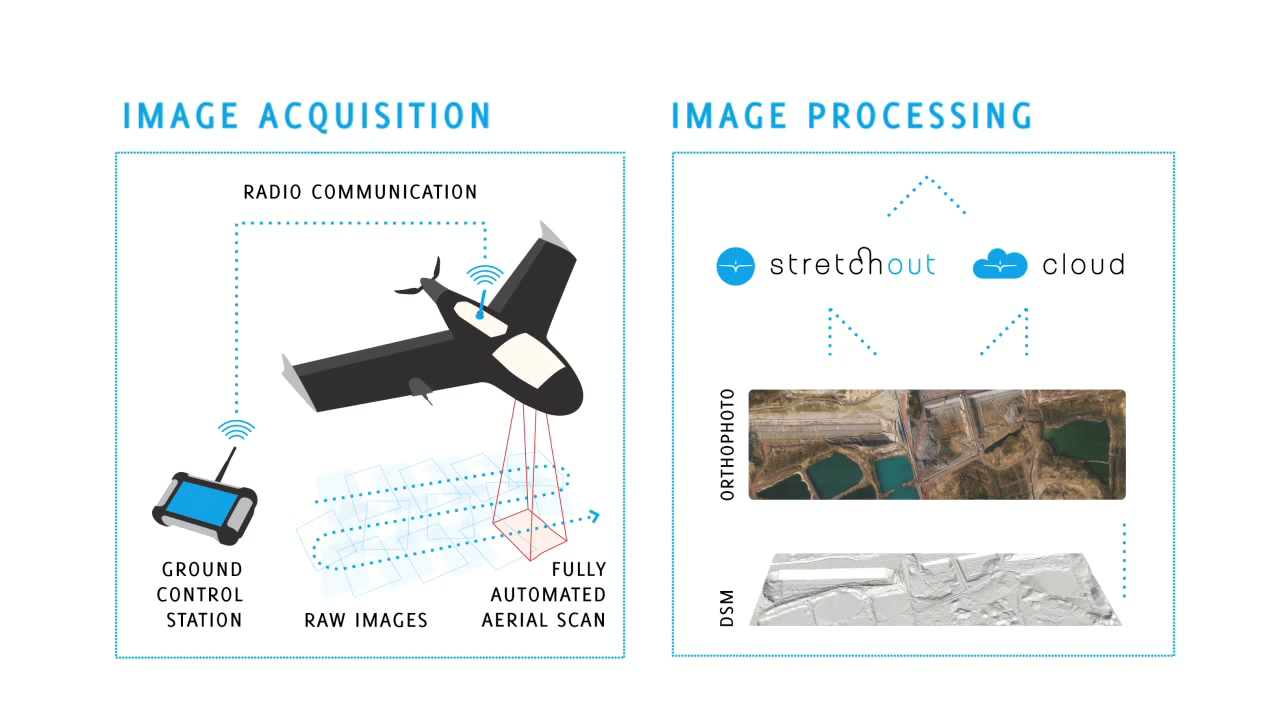 IMAGE ACQUISITION
RADIO COMMUNICATION
GROUND
CONTROL
STATION
RAW IMAGES
FULLY
AUTOMATED
AERIAL SCAN
IMAGE PROCESSING
stretchout
cloud
ORTHOPHOTO
DSM